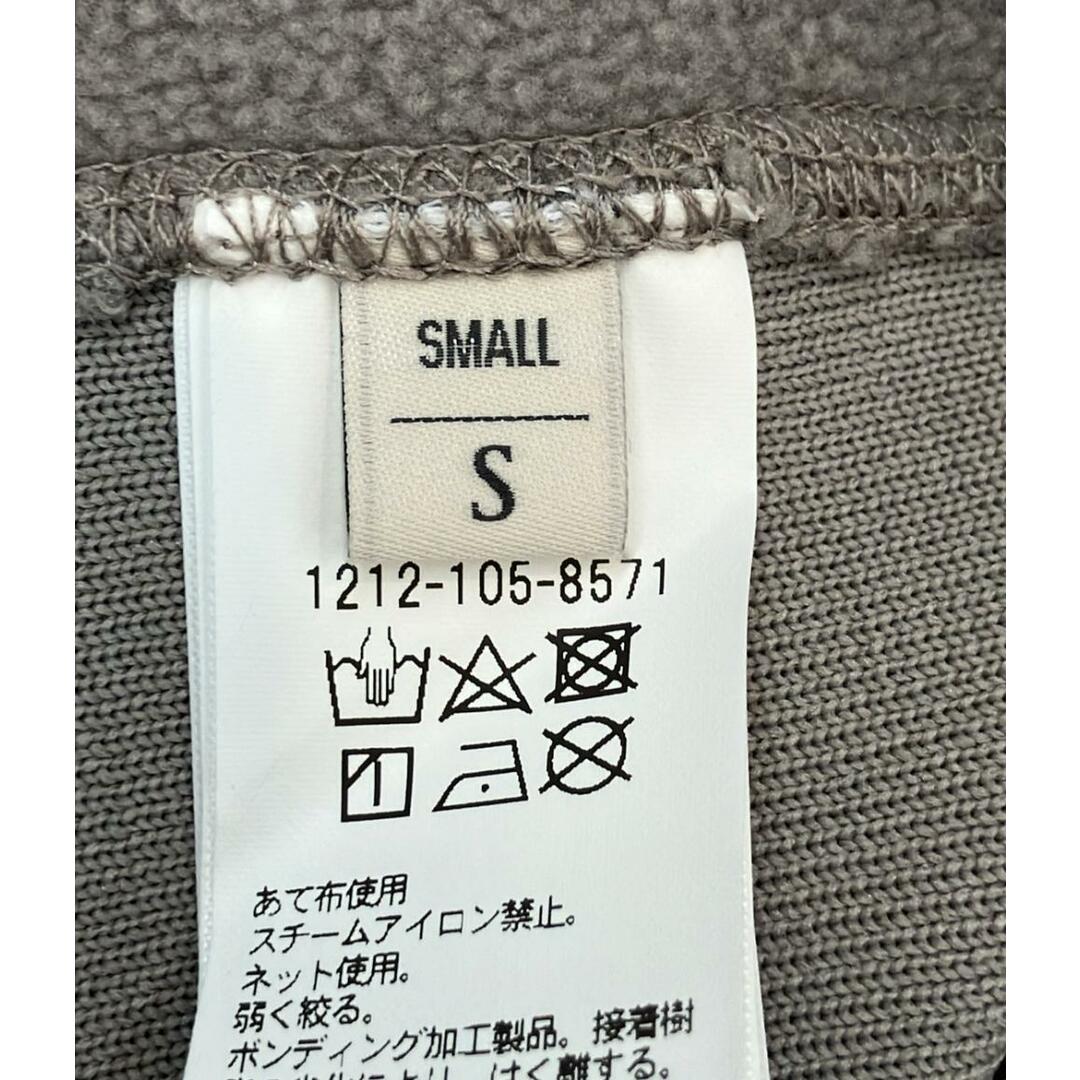 SMALL
S
1212-105-8571
あて布使用
スチームアイロン禁止。
ネット使用。
弱く絞る。
ボンディング加工製品。接着樹
はく離する。